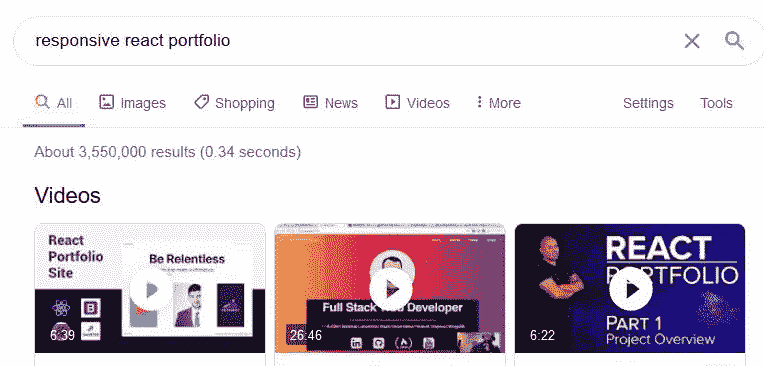 responsive react portfolio
All Images Shopping News Videos More Settings Tools
About 3,550,000 results (0.34 seconds)
Videos
React
Portfolio
Site
Be Relentless
6:39
Full Stack Web Developer
26:46
REACT
PORTFOLIO
PART 1
Project Overview
6:22